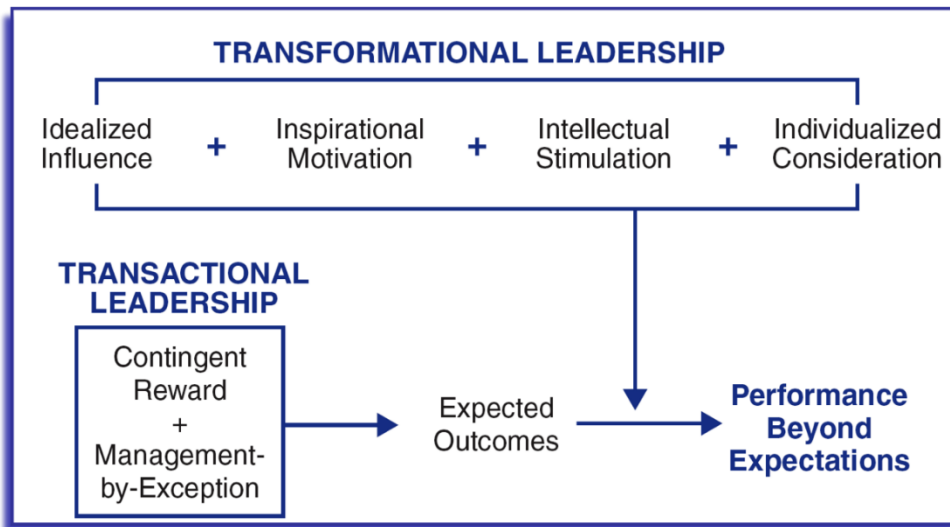 TRANSFORMATIONAL LEADERSHIP
Idealized
Influence
+
Inspirational
Motivation
+
Intellectual
Stimulation
+
Individualized
Consideration
TRANSACTIONAL
LEADERSHIP
Contingent
Reward
+
Management-
by-Exception
Expected
Outcomes
Performance
Beyond
Expectations